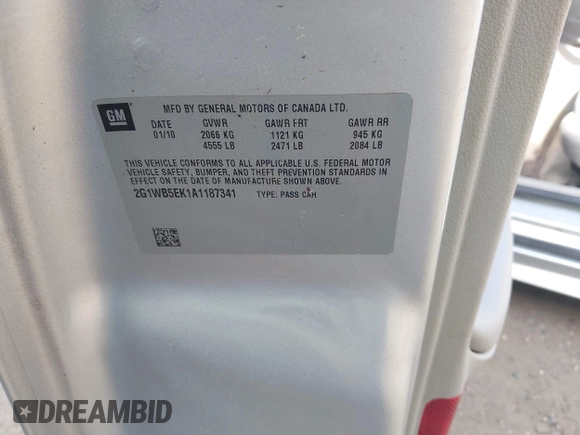 GM
MFD BY GENERAL MOTORS OF CANADA LTD.
DATE GVWR GAWR FRT GAWR RR
01/10 2066 KG 1121 KG 945 KG
4555 LB 2471 LB 2084 LB
THIS VEHICLE CONFORMS TO ALL APPLICABLE U.S. FEDERAL MOTOR
VEHICLE SAFETY, BUMPER, AND THEFT PREVENTION STANDARDS IN
EFFECT ON THE DATE OF MANUFACTURE SHOWN ABOVE.
2G1WB5EK1A1187341 TYPE: PASS CAR
DREAMBID